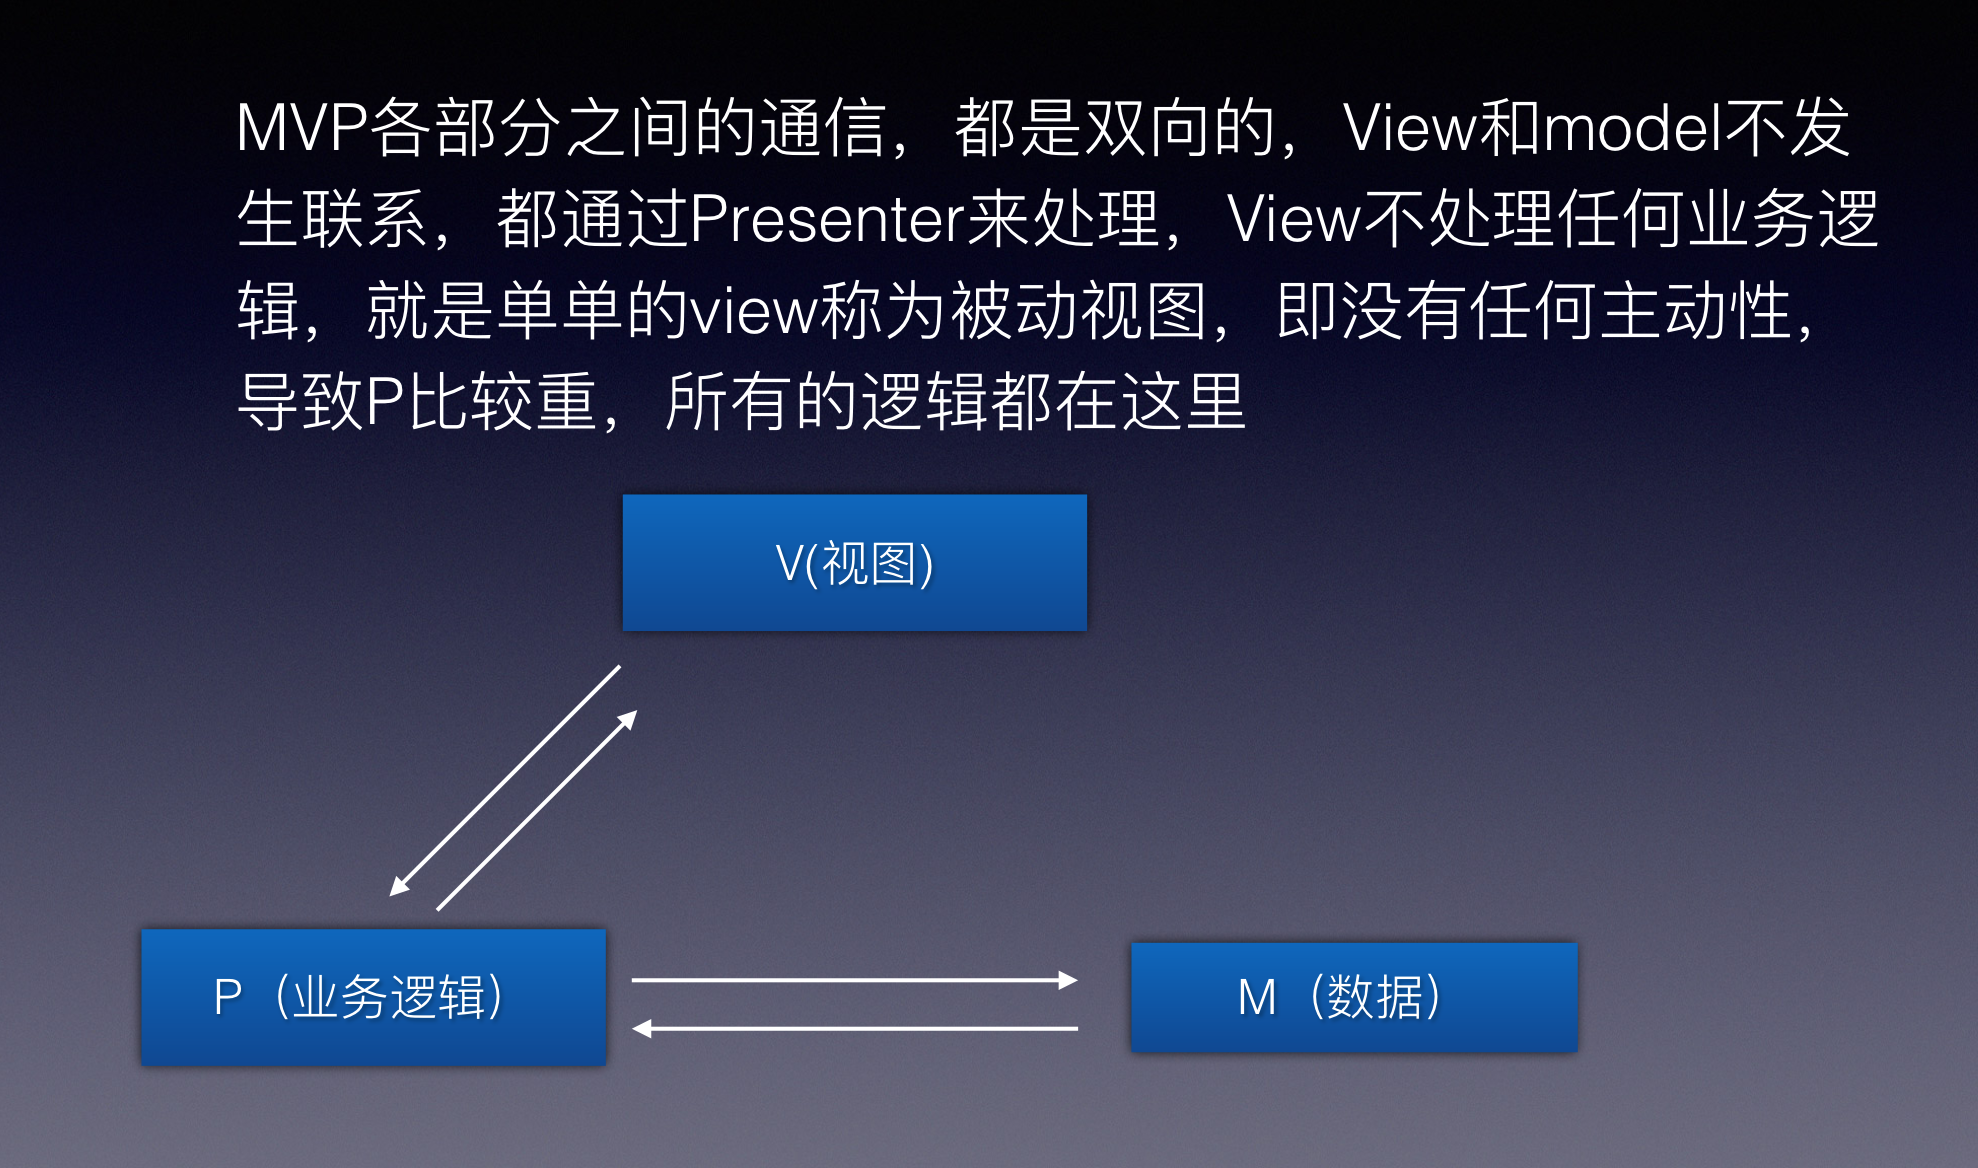 MVP各部分之间的通信，都是双向的，View和model不发
生联系，都通过Presenter来处理，View不处理任何业务逻
辑，就是单单的view称为被动视图，即没有任何主动性，
导致P比较重，所有的逻辑都在这里
V(视图)
P（业务逻辑）
M（数据）